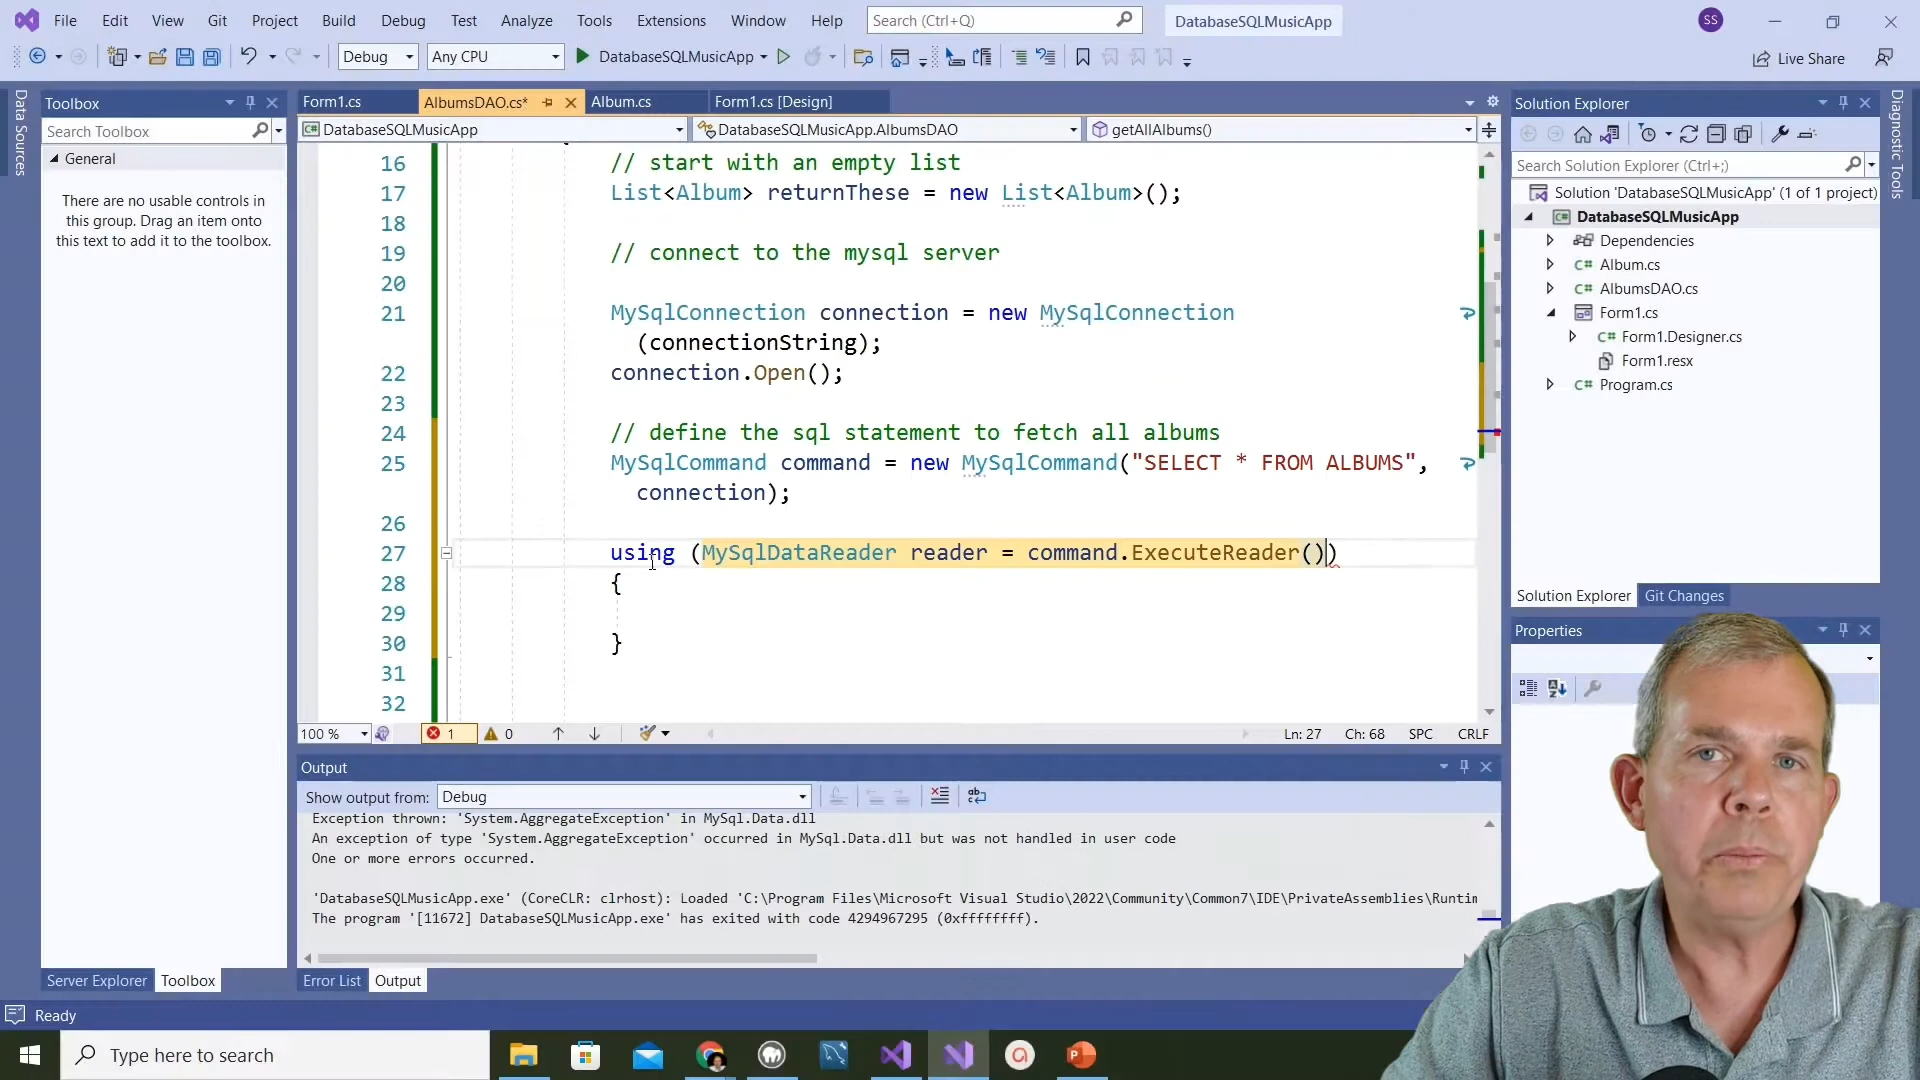 File Edit View Git Project Build Debug Test Analyze Tools Extensions Window Help Search (Ctrl+Q) DatabaseSQLMusicApp SS
Debug Any CPU DatabaseSQLMusicApp Live Share
Data Sources
Toolbox
Search Toolbox
General
There are no usable controls in
this group. Drag an item onto
this text to add it to the toolbox.
Server Explorer Toolbox
Form1.cs AlbumsDAO.cs* Album.cs Form1.cs [Design]
DatabaseSQLMusicApp DatabaseSQLMusicApp.AlbumsDAO getAllAlbums()
16 // start with an empty list
17 List<Album> returnThese = new List<Album>();
18
19 // connect to the mysql server
20
21 MySqlConnection connection = new MySqlConnection
(connectionString);
22 connection.Open();
23
24 // define the sql statement to fetch all albums
25 MySqlCommand command = new MySqlCommand("SELECT * FROM ALBUMS",
connection);
26
27 using (MySqlDataReader reader = command.ExecuteReader())
28 {
29
30 }
31
32
100 % 1 0 Ln: 27 Ch: 68 SPC CRLF
Output
Show output from: Debug
Exception thrown: 'System.AggregateException' in MySql.Data.dll
An exception of type 'System.AggregateException' occurred in MySql.Data.dll but was not handled in user code
One or more errors occurred.
'DatabaseSQLMusicApp.exe' (CoreCLR: clrhost): Loaded 'C:\Program Files\Microsoft Visual Studio\2022\Community\Common7\IDE\PrivateAssemblies\Runtim
The program '[11672] DatabaseSQLMusicApp.exe' has exited with code 4294967295 (0xffffffff).
Error List Output
Solution Explorer
Search Solution Explorer (Ctrl+;)
Solution 'DatabaseSQLMusicApp' (1 of 1 project)
DatabaseSQLMusicApp
Dependencies
C# Album.cs
C# AlbumsDAO.cs
Form1.cs
C# Form1.Designer.cs
Form1.resx
C# Program.cs
Solution Explorer Git Changes
Properties
Diagnostic Tools
Ready
Type here to search